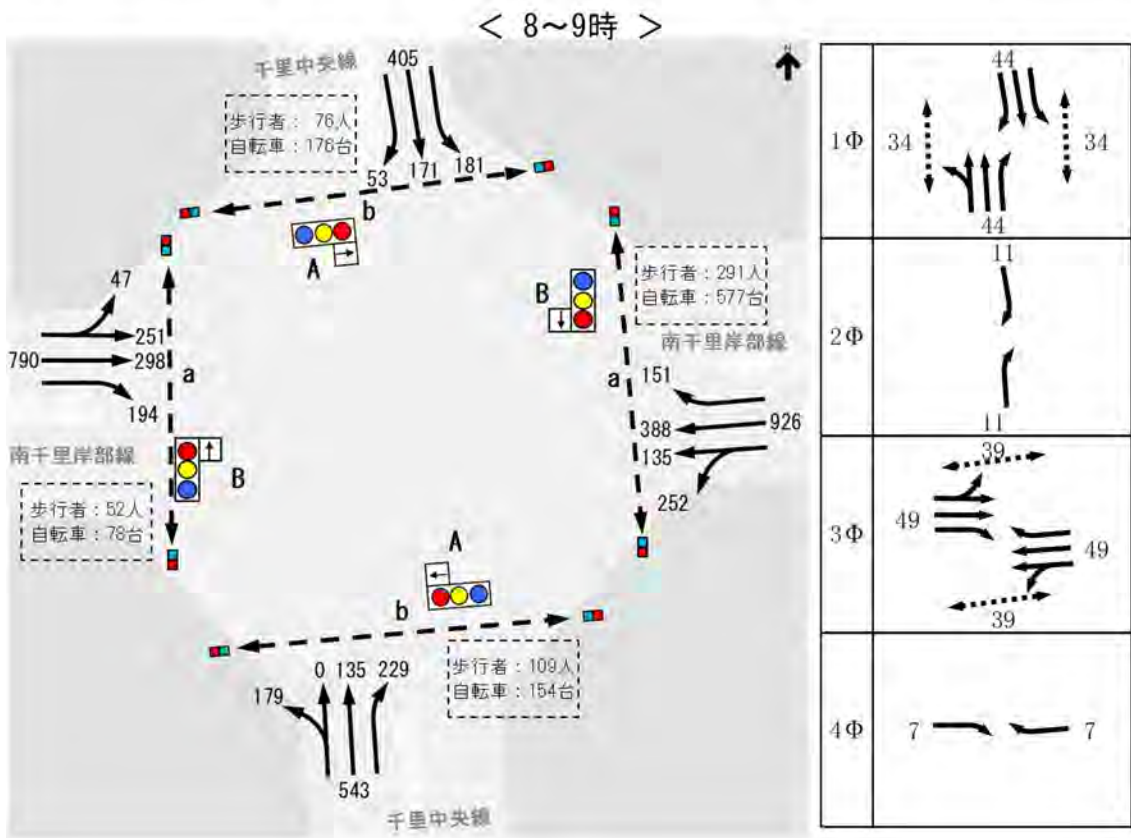 < 8～9時 >
千里中央線
405
歩行者： 76人
自転車：176台
53
171
181
b
A
B
歩行者：291人
自転車：577台
南千里岸部線
47
251
790
298
a
194
a
151
388
926
135
252
南千里岸部線
B
歩行者：52人
自転車：78台
A
b
歩行者：109人
自転車：154台
179
0
135
229
543
千里中央線
1Φ
44
34
34
44
2Φ
11
11
3Φ
39
49
49
39
4Φ
7
7